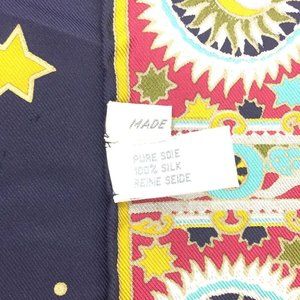 MADE
PURE SOIE
100% SILK
REINE SEIDE